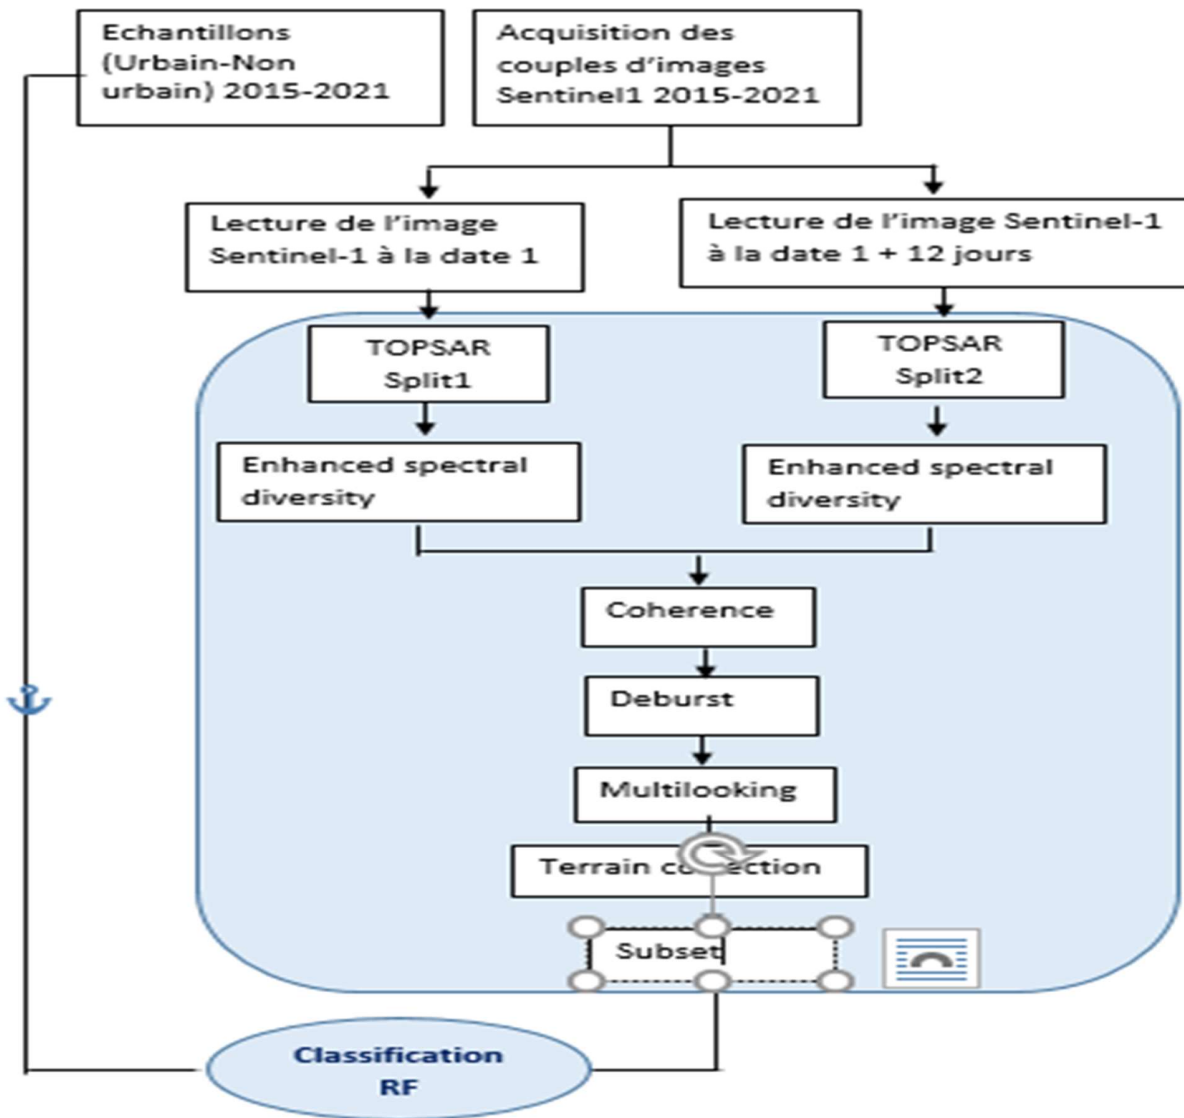 Echantillons
(Urbain-Non
urbain) 2015-2021
Acquisition des
couples d'images
Sentinel1 2015-2021
Lecture de l'image
Sentinel-1 à la date 1
Lecture de l'image Sentinel-1
à la date 1 + 12 jours
TOPSAR
Split1
TOPSAR
Split2
Enhanced spectral
diversity
Enhanced spectral
diversity
Coherence
Deburst
Multilooking
Terrain correction
Subset
Classification
RF